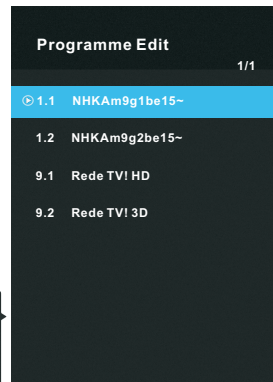 Programme Edit
1/1
1.1 NHKAm9g1be15~
1.2 NHKAm9g2be15~
9.1 Rede TV! HD
9.2 Rede TV! 3D